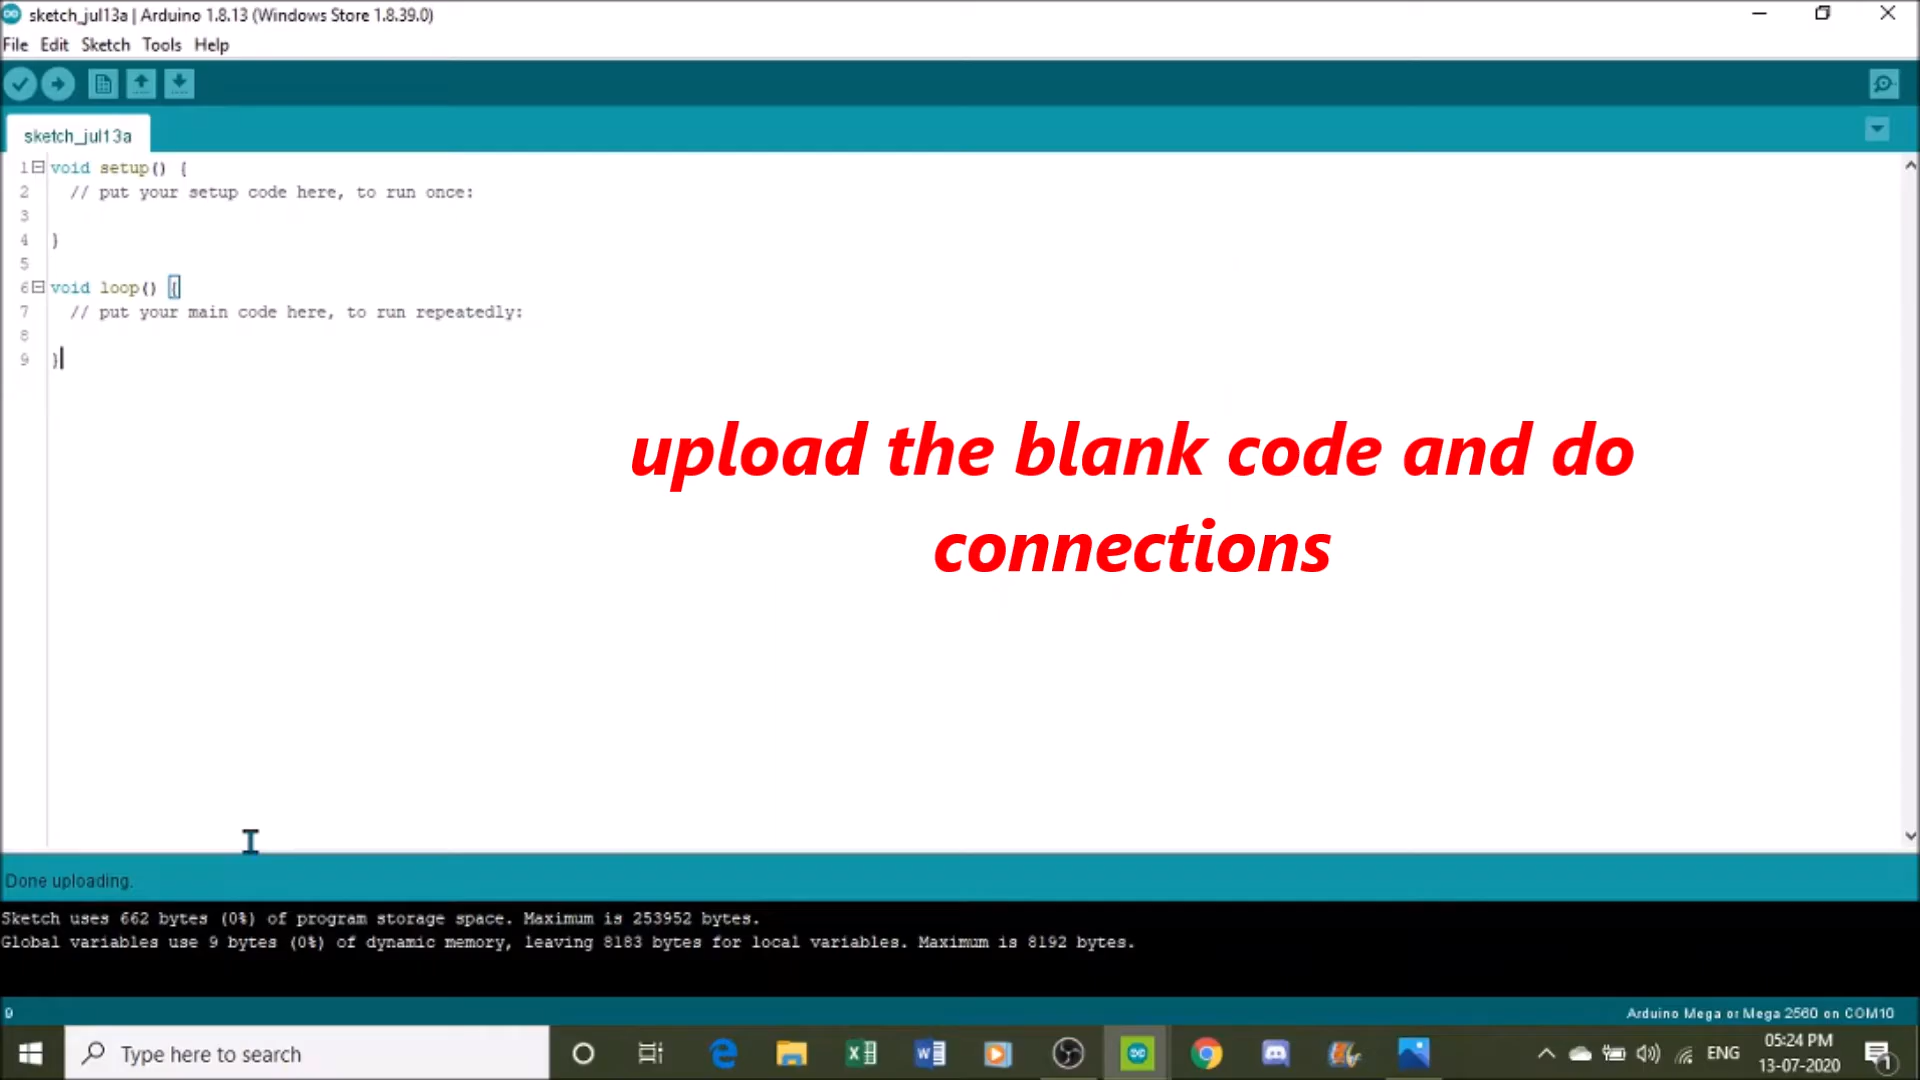 sketch_jul13a | Arduino 1.8.13 (Windows Store 1.8.39.0)
File Edit Sketch Tools Help
sketch_jul13a
1 void setup() {
2 // put your setup code here, to run once:
3
4 }
5
6 void loop() {
7 // put your main code here, to run repeatedly:
8
9 }
upload the blank code and do
connections
Done uploading.
Sketch uses 662 bytes (0%) of program storage space. Maximum is 253952 bytes.
Global variables use 9 bytes (0%) of dynamic memory, leaving 8183 bytes for local variables. Maximum is 8192 bytes.
9 Arduino Mega or Mega 2560 on COM10
Type here to search
ENG
05:24 PM
13-07-2020
1